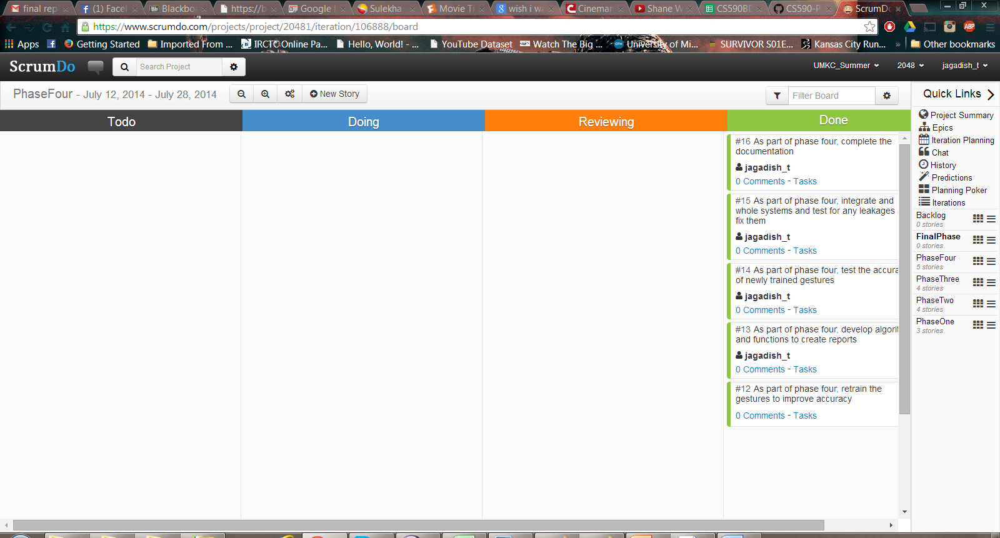 final rep
(1) Facel
Blackbo
https://b
Google
Sulekha
Movie Ti
wish i wa
Cinemar
Shane W
CS590BD
CS590-P
ScrumDo
https://www.scrumdo.com/projects/project/20481/iteration/106888/board
Apps
Getting Started
Imported From ...
IRCTC Online Pa...
Hello, World! - ...
YouTube Dataset
Watch The Big ...
University of Mi...
SURVIVOR S01E...
Kansas City Run...
»
Other bookmarks
ScrumDo
Search Project
UMKC_Summer
2048
jagadish_t
PhaseFour - July 12, 2014 - July 28, 2014
New Story
Filter Board
Todo
Doing
Reviewing
Done
#16 As part of phase four, complete the
documentation
jagadish_t
0 Comments - Tasks
#15 As part of phase four, integrate and
whole systems and test for any leakages
fix them
jagadish_t
0 Comments - Tasks
#14 As part of phase four, test the accura
of newly trained gestures
jagadish_t
0 Comments - Tasks
#13 As part of phase four, develop algorit
and functions to create reports
jagadish_t
0 Comments - Tasks
#12 As part of phase four, retrain the
gestures to improve accuracy
0 Comments - Tasks
Quick Links
Project Summary
Epics
Iteration Planning
Chat
History
Predictions
Planning Poker
Iterations
Backlog
0 stories
FinalPhase
0 stories
PhaseFour
5 stories
PhaseThree
4 stories
PhaseTwo
4 stories
PhaseOne
3 stories